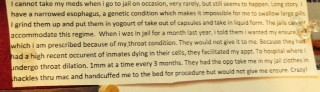 I cannot take my meds when I go to jail on occasion, very rarely, but still seems to happen. Long story. I
have a narrowed esophagus, a genetic condition which makes it impossible for me to swallow large pills
I grind them up and put them in yogourt of take out of capsules and take in liquid form. The jails
accommodate this regime. When i was in jail for a month last year, I told them i wanted my ensure,
which i am prescribed because of my throat condition. They would not give it to me. Because they had
had a high recent occurent of inmates dying in their cells, they facilitated my appt. To hospital where I
undergo throat dilation. 1mm at a time every 3 months. They had the opp take me in my jail clothes in
shackles thru mac and handcuffed me to the bed for procedure but would not give me ensure. Crazy!